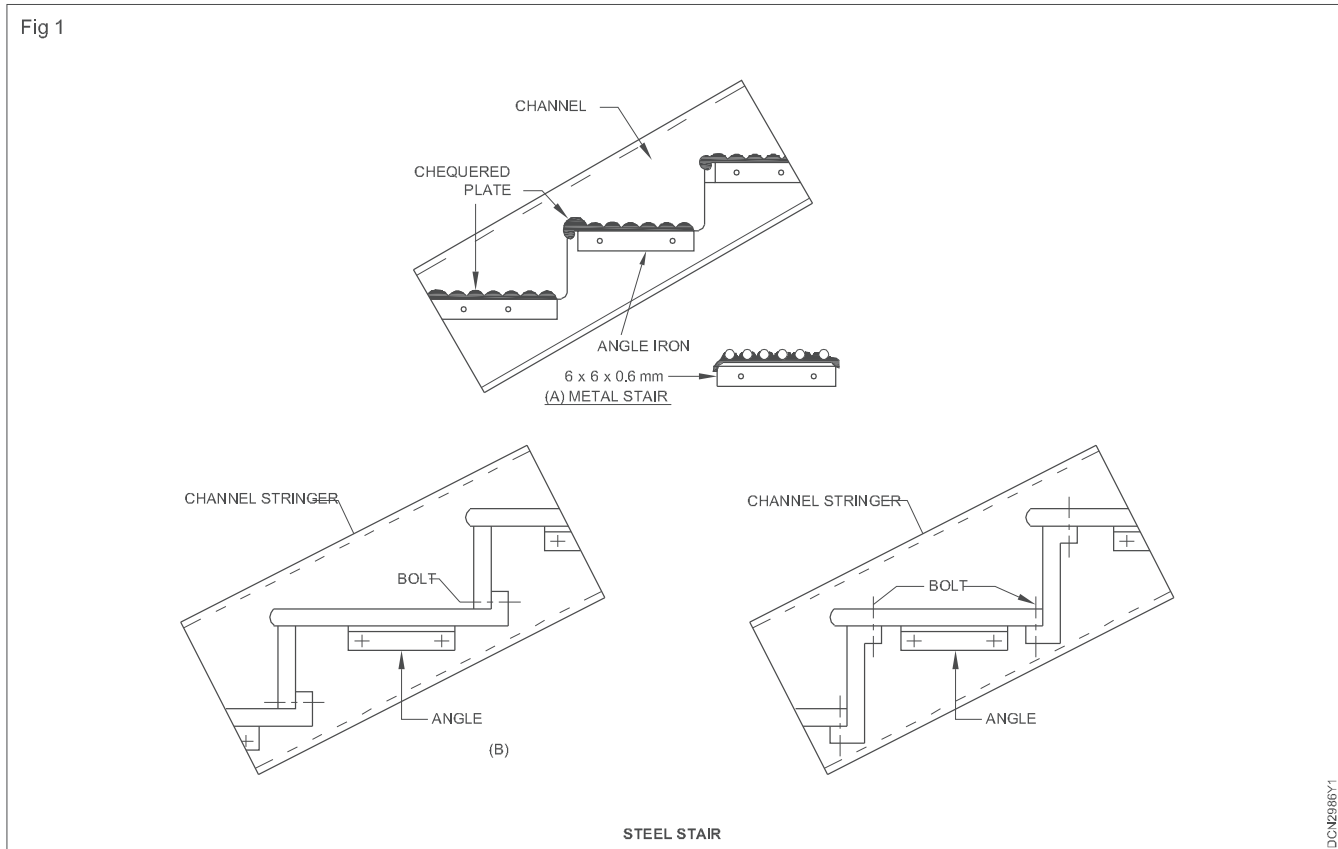 Fig 1
CHANNEL
CHEQUERED
PLATE
ANGLE IRON
6 x 6 x 0.6 mm
(A) METAL STAIR
CHANNEL STRINGER
BOLT
ANGLE
(B)
CHANNEL STRINGER
BOLT
ANGLE
STEEL STAIR
DCN2986Y1